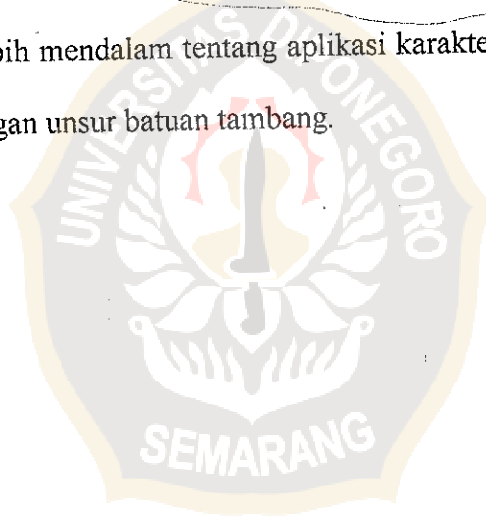 bih mendalam tentang aplikasi karakte
gan unsur batuan tambang.
UNIVERSITAS DIPONEGORO
SEMARANG